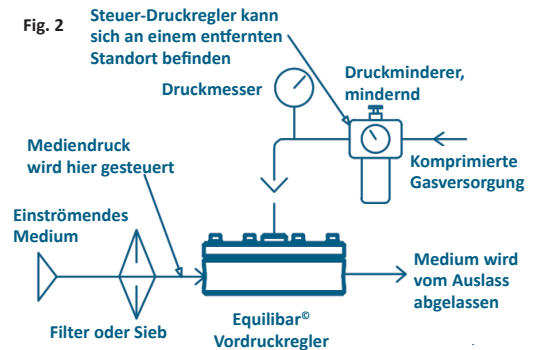 Fig. 2
Steuer-Druckregler kann
sich an einem entfernten
Standort befinden
Druckmesser
Druckminderer,
mindernd
Mediendruck
wird hier gesteuert
Komprimierte
Gasversorgung
Einströmendes
Medium
Medium wird
vom Auslass
abgelassen
Filter oder Sieb
Equilibar©
Vordruckregler